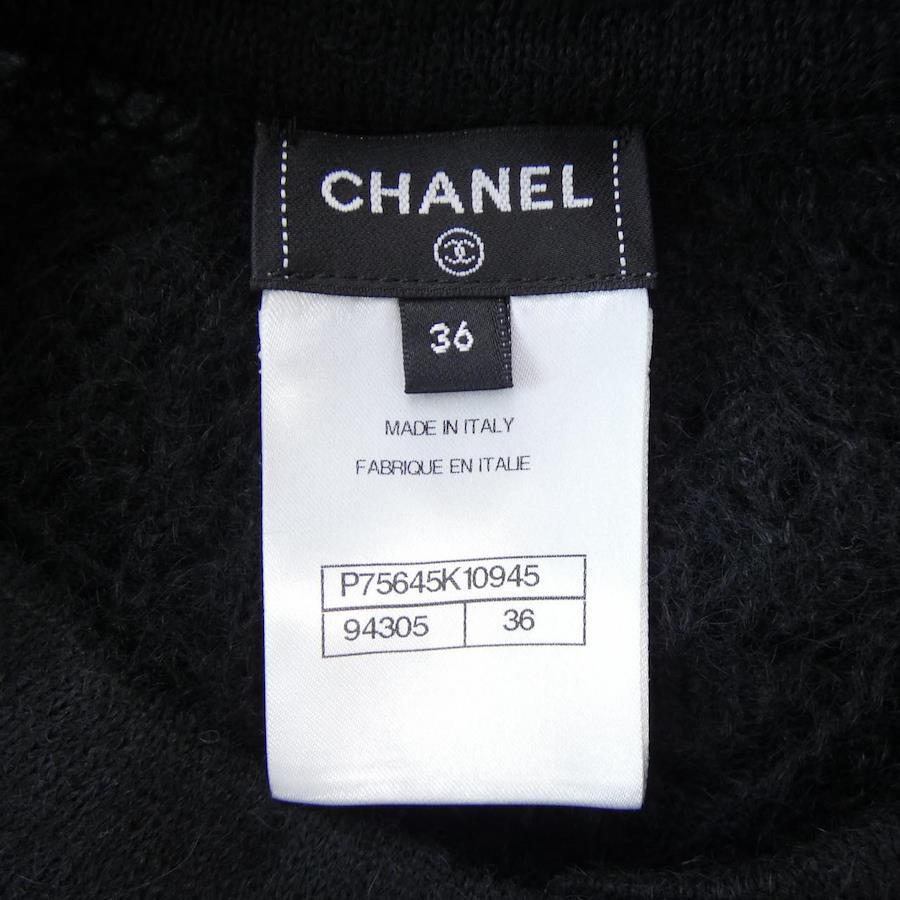 CHANEL
36
MADE IN ITALY
FABRIQUE EN ITALIE
P75645K10945
94305 36